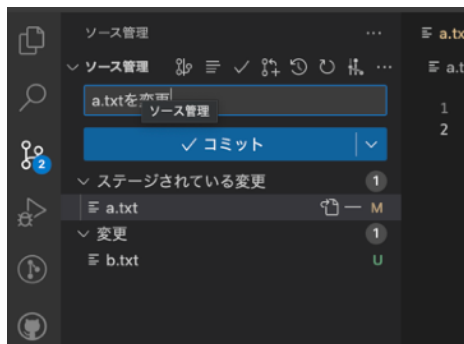 ソース管理
a.tx
ソース管理
a.t
a.txtを変更
ソース管理
1
コミット
2
2
ステージされている変更 1
a.txt M
変更 1
b.txt U